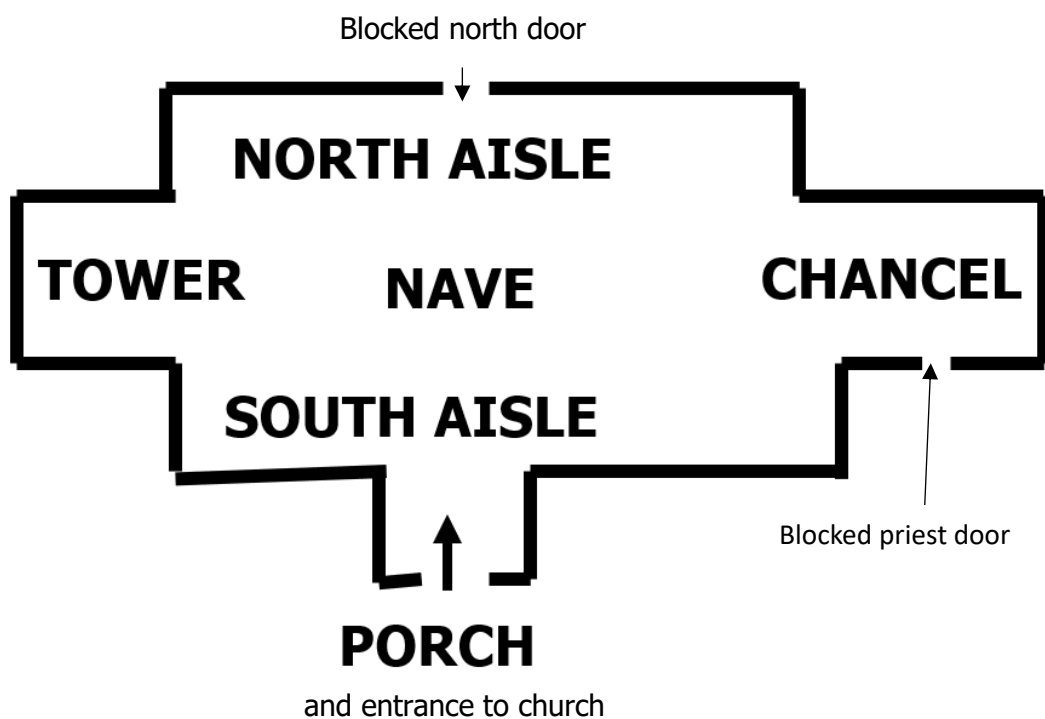 Blocked north door
NORTH AISLE
TOWER
NAVE
CHANCEL
SOUTH AISLE
Blocked priest door
PORCH
and entrance to church